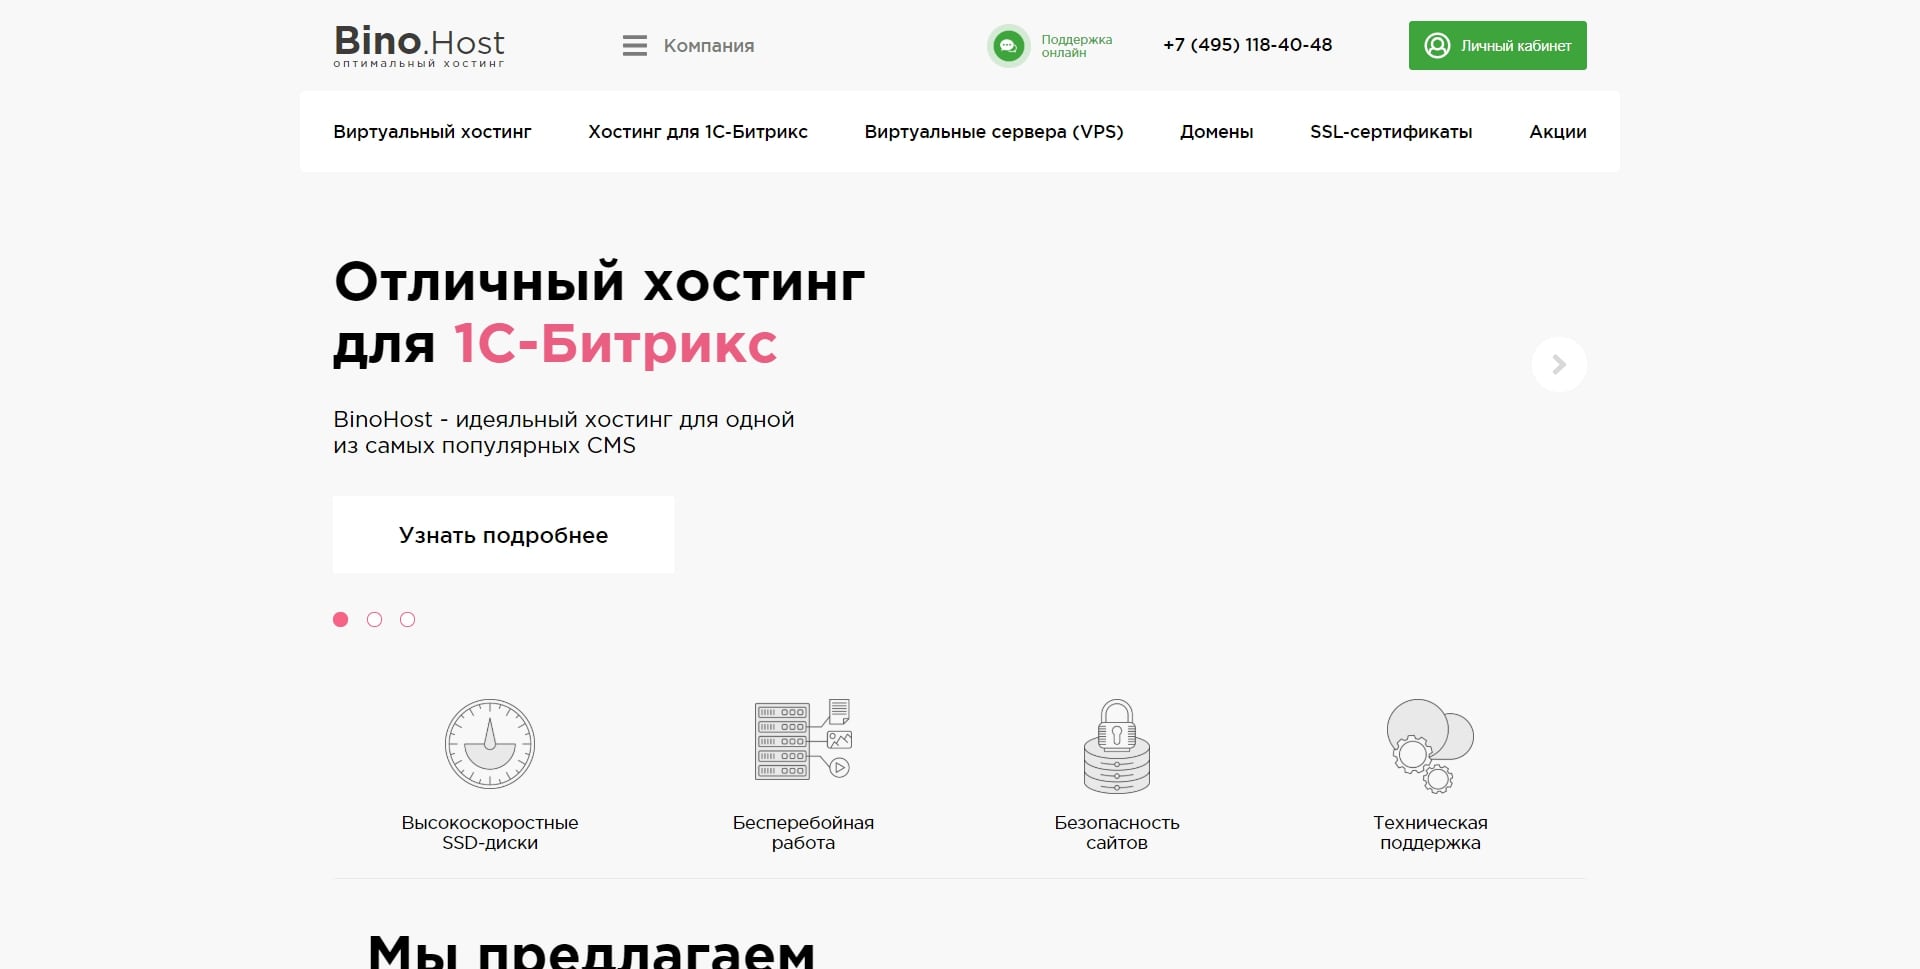 Bino.Host
оптимальный хостинг
Компания
Поддержка
онлайн
+7 (495) 118-40-48
Личный кабинет
Виртуальный хостинг
Хостинг для 1С-Битрикс
Виртуальные сервера (VPS)
Домены
SSL-сертификаты
Акции
Отличный хостинг
для 1С-Битрикс
BinoHost - идеяльный хостинг для одной
из самых популярных CMS
Узнать подробнее
Высокоскоростные
SSD-диски
Бесперебойная
работа
Безопасность
сайтов
Техническая
поддержка
Мы предлагаем